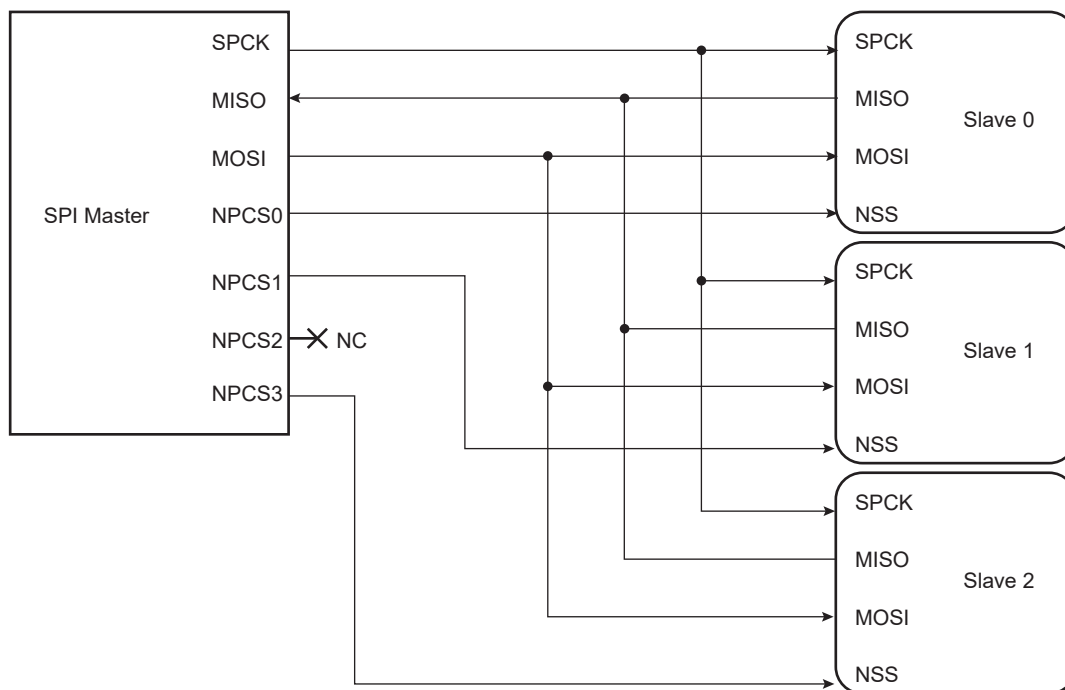 SPI Master
SPCK
MISO
MOSI
NPCS0
NPCS1
NPCS2
NC
NPCS3
SPCK
MISO
Slave 0
MOSI
NSS
SPCK
MISO
Slave 1
MOSI
NSS
SPCK
MISO
Slave 2
MOSI
NSS